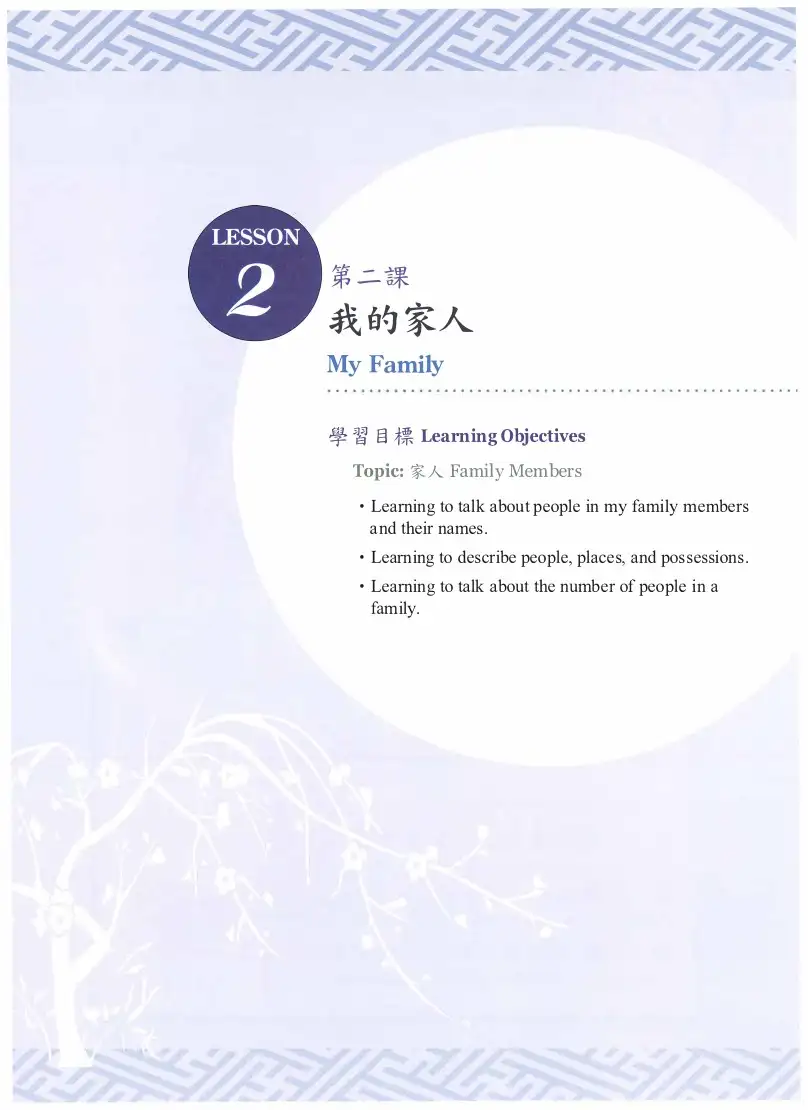 LESSON
2
第二課
我的家人
My Family
學習目標 Learning Objectives
Topic: 家人 Family Members
・Learning to talk about people in my family members
and their names.
・Learning to describe people, places, and possessions.
・Learning to talk about the number of people in a
family.